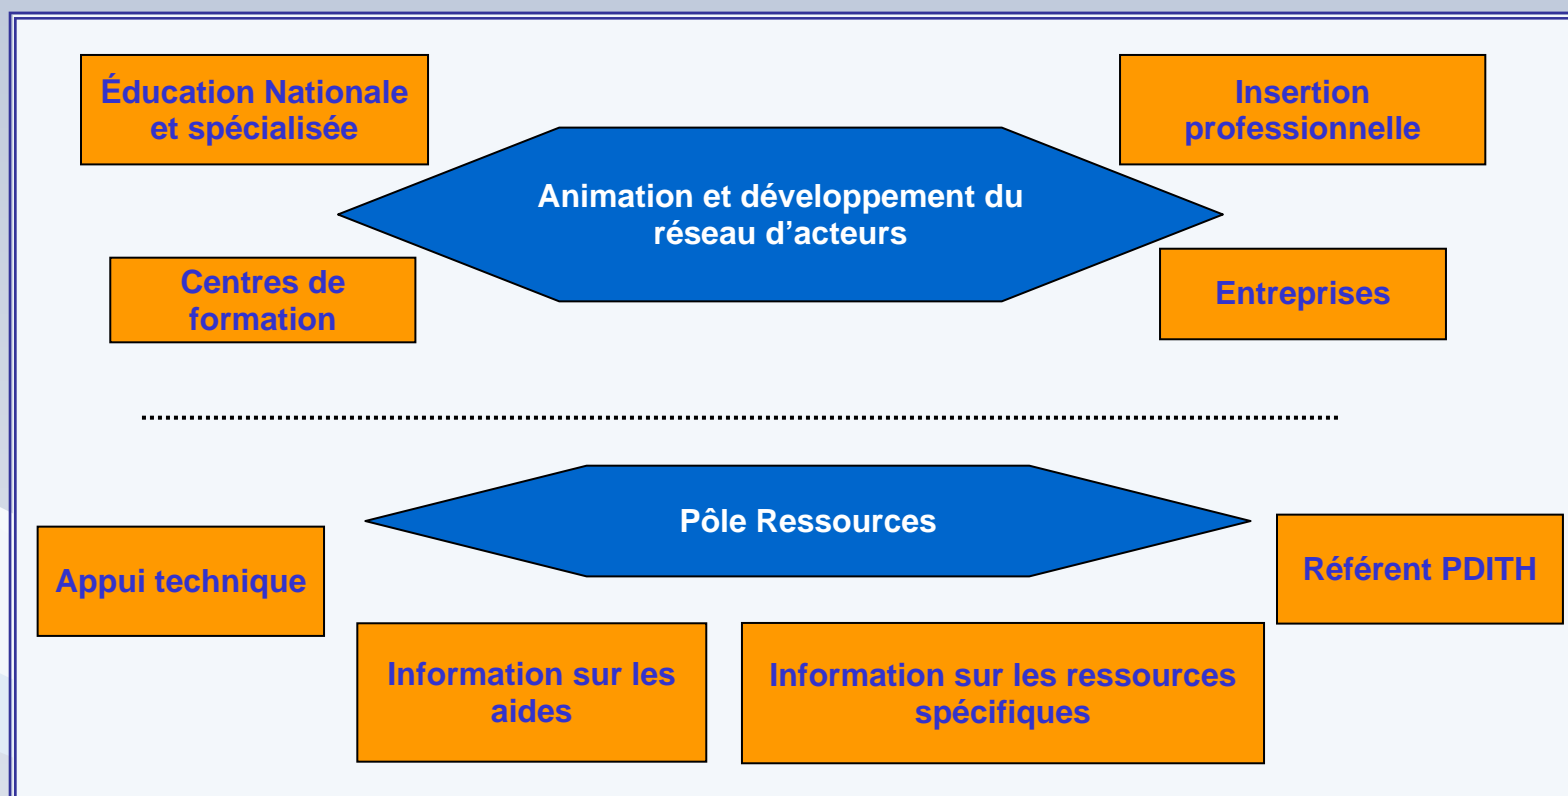 Éducation Nationale
et spécialisée
Insertion
professionnelle
Animation et développement du
réseau d’acteurs
Centres de
formation
Entreprises
Pôle Ressources
Appui technique
Référent PDITH
Information sur les
aides
Information sur les ressources
spécifiques